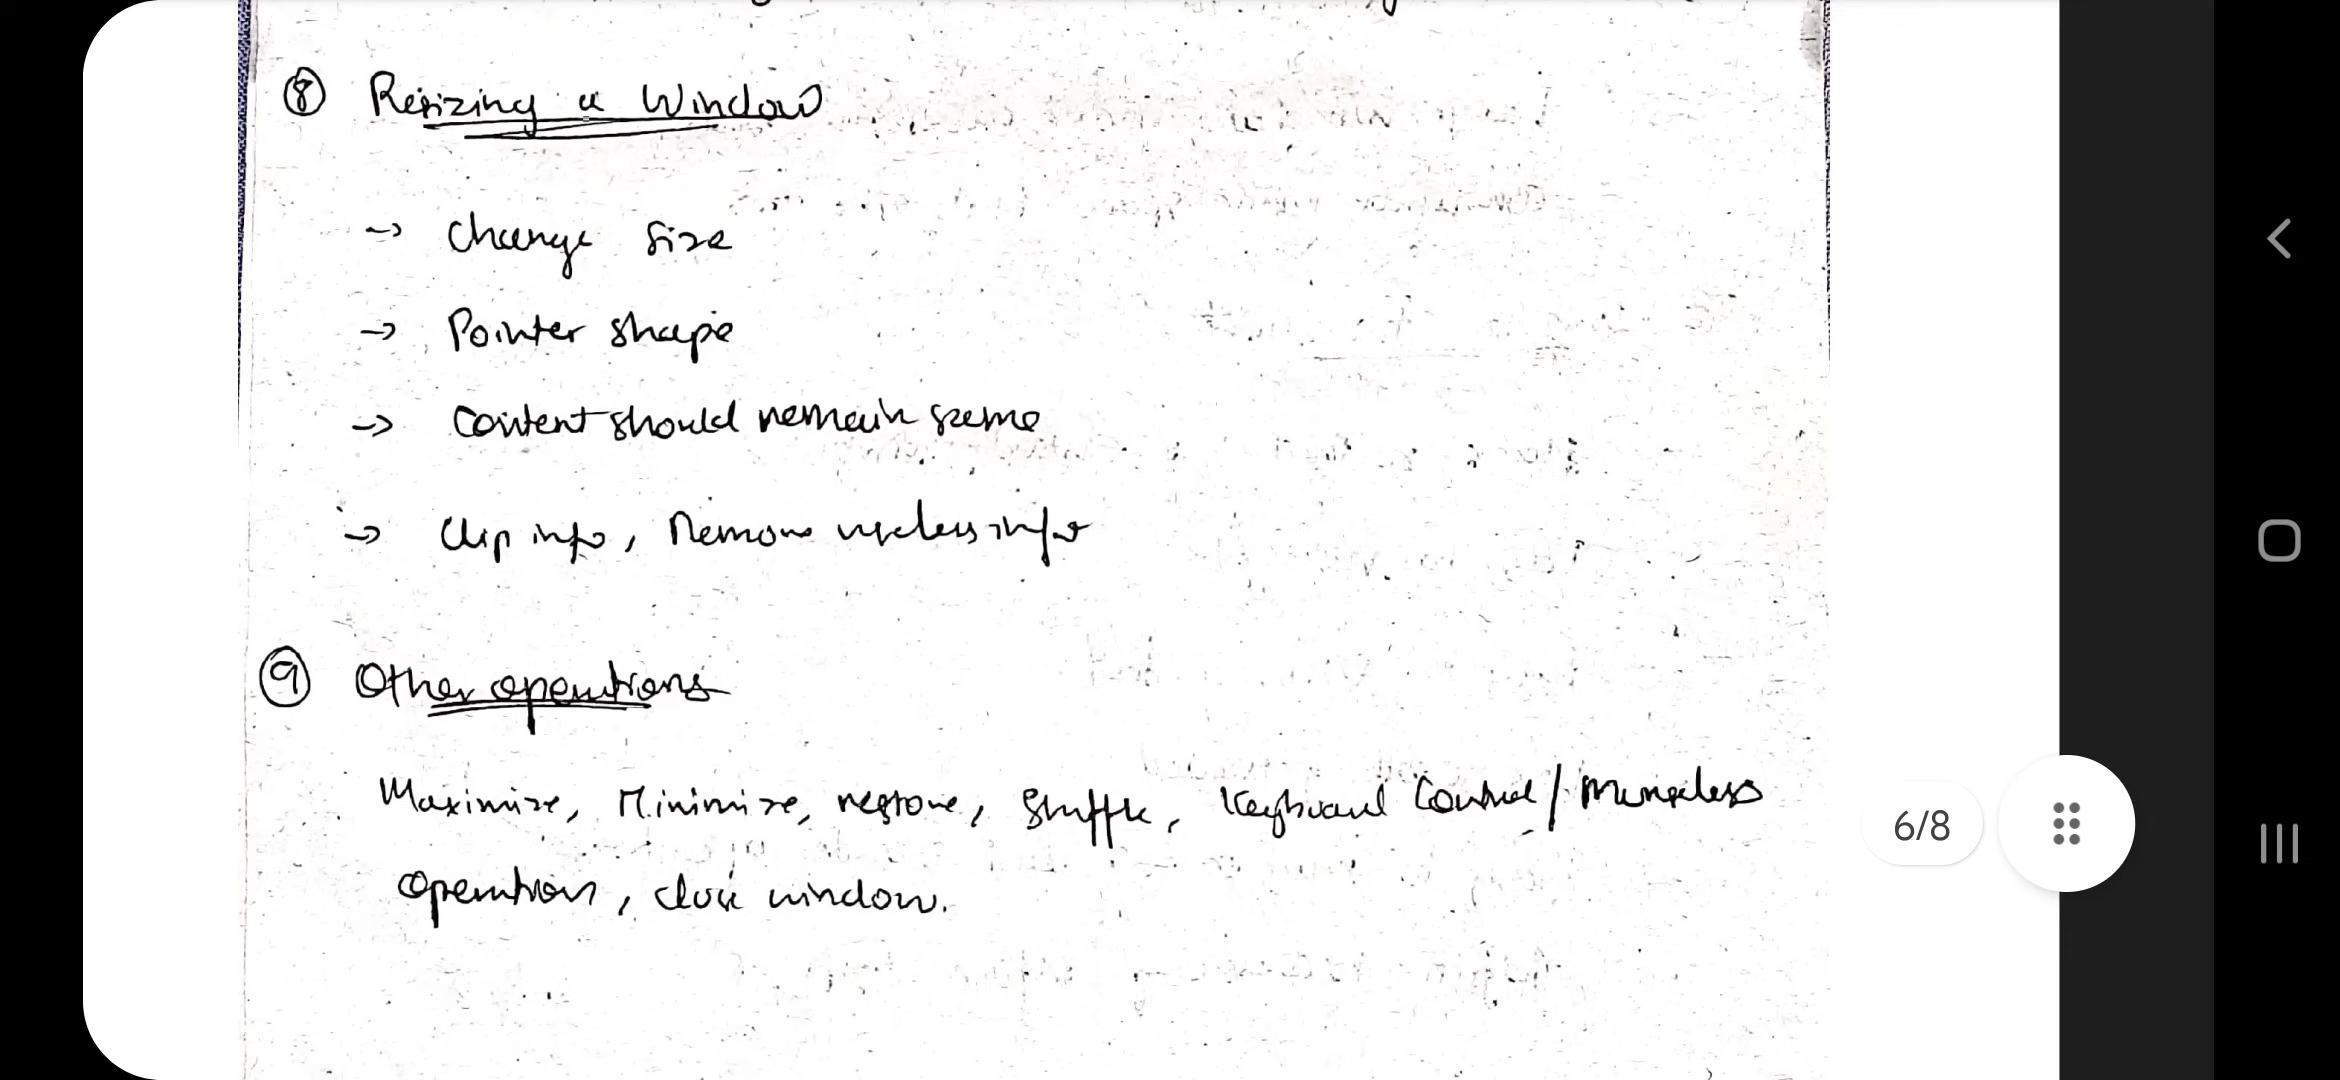 ⑧ Resizing a Window
→ Change Size
→ Pointer shape
→ Content should remain same
→ Clip info, Remove useless info
⑨ Other operations
Maximize, Minimize, restore, Shuffle, Keyboard Control / Mouseless
operation, close window.
6/8